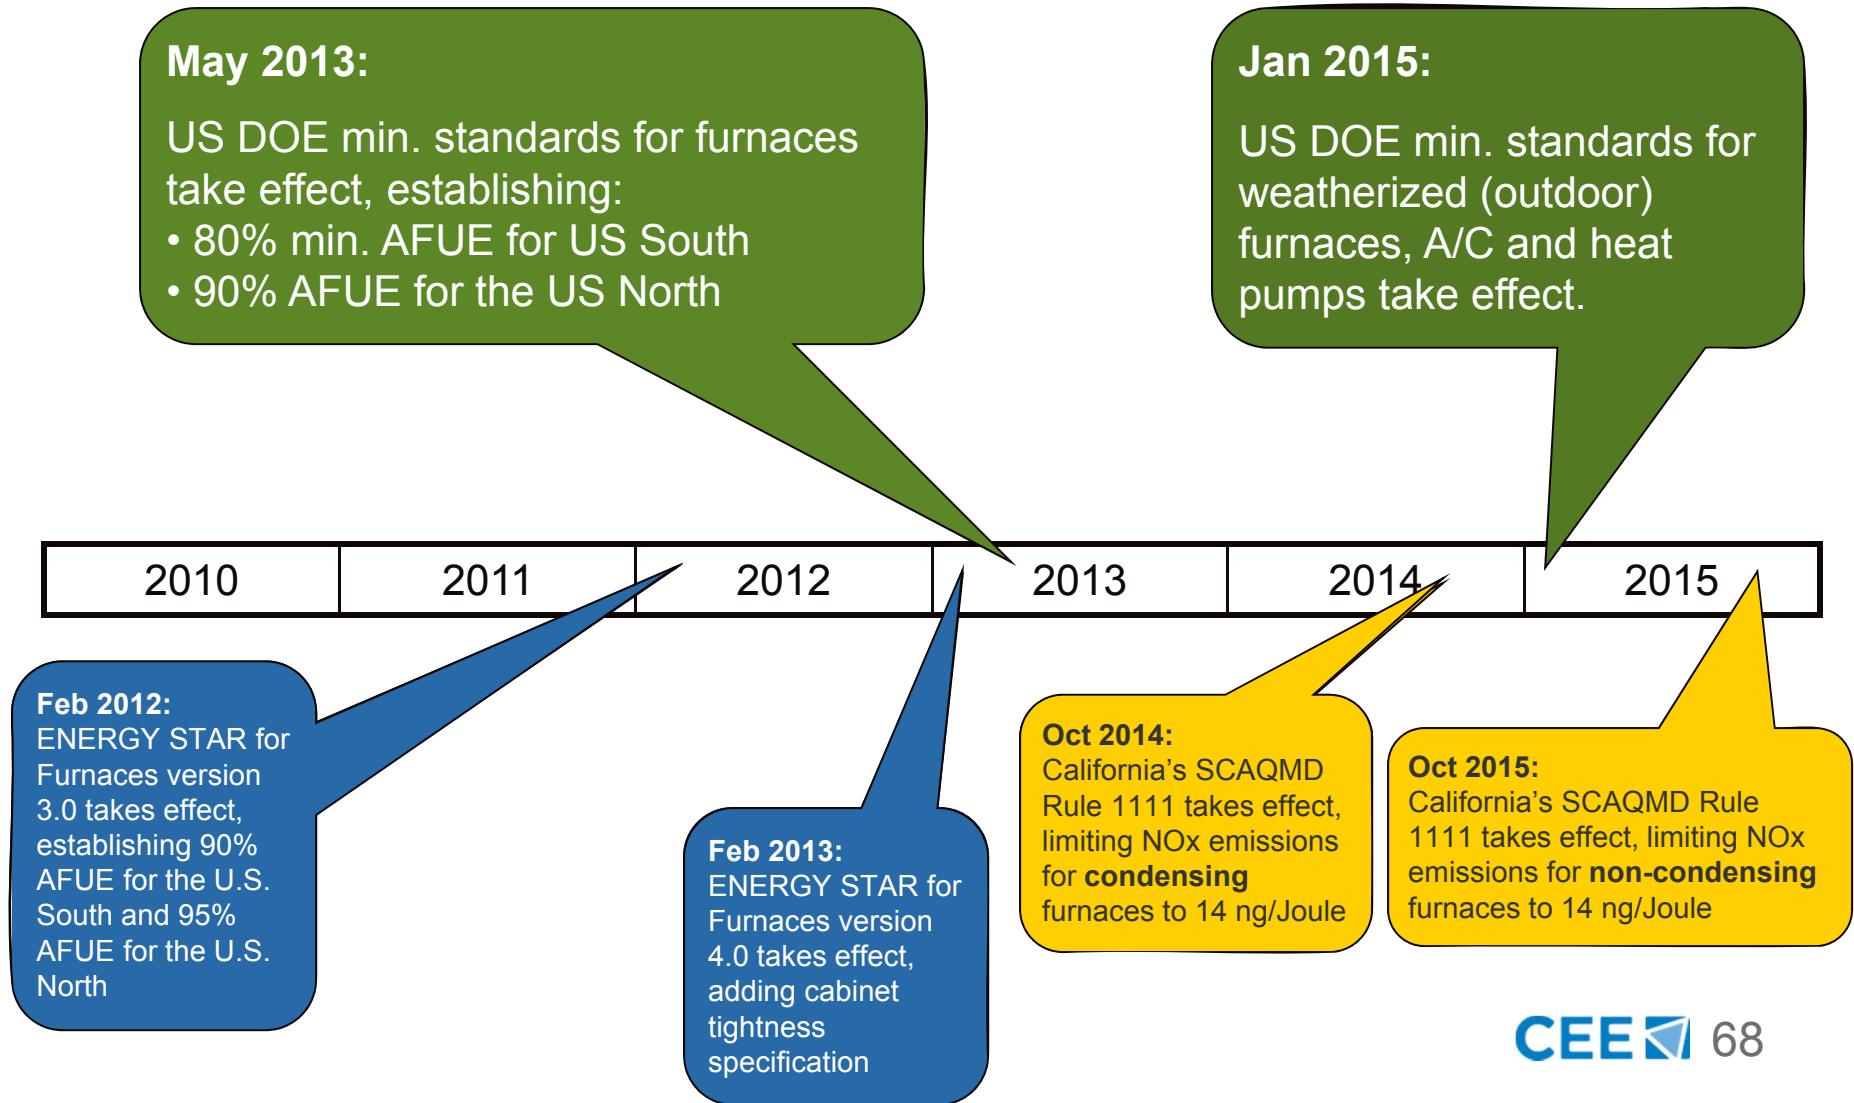 May 2013:
US DOE min. standards for furnaces
take effect, establishing:
• 80% min. AFUE for US South
• 90% AFUE for the US North
Jan 2015:
US DOE min. standards for
weatherized (outdoor)
furnaces, A/C and heat
pumps take effect.
2010
2011
2012
2013
2014
2015
Feb 2012:
ENERGY STAR for
Furnaces version
3.0 takes effect,
establishing 90%
AFUE for the U.S.
South and 95%
AFUE for the U.S.
North
Feb 2013:
ENERGY STAR for
Furnaces version
4.0 takes effect,
adding cabinet
tightness
specification
Oct 2014:
California’s SCAQMD
Rule 1111 takes effect,
limiting NOx emissions
for condensing
furnaces to 14 ng/Joule
Oct 2015:
California’s SCAQMD Rule
1111 takes effect, limiting NOx
emissions for non-condensing
furnaces to 14 ng/Joule
CEE 68